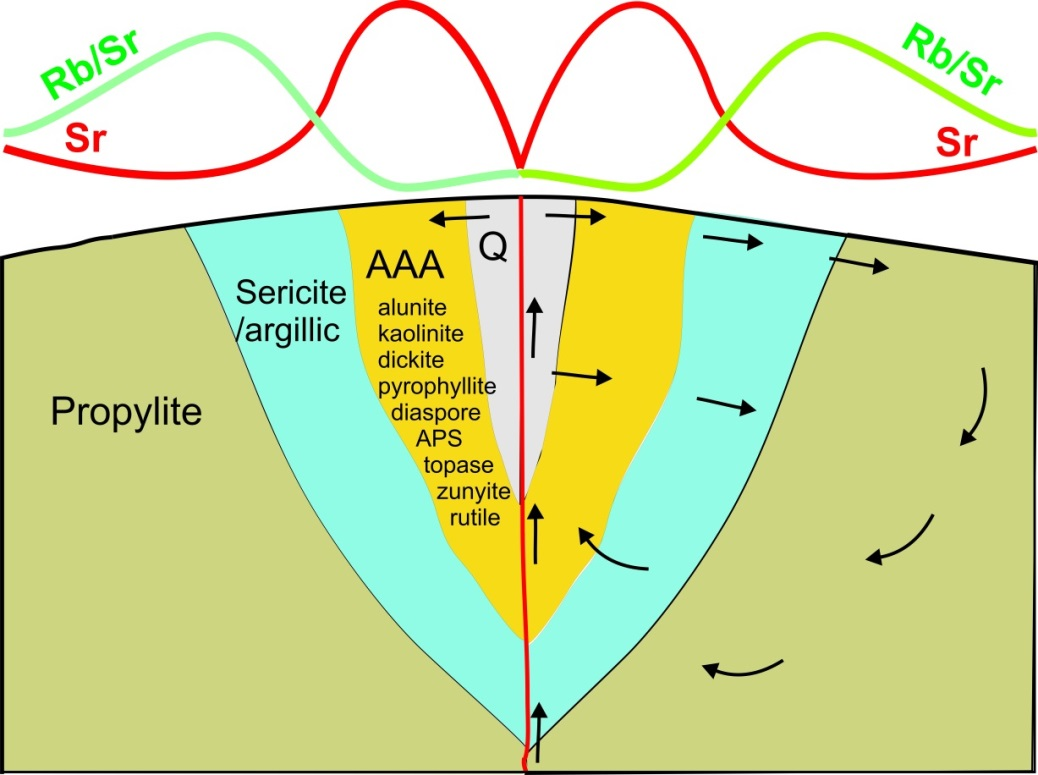 Rb/Sr
Rb/Sr
Sr
Sr
Q
AAA
Sericite
/argillic
alunite
kaolinite
dickite
pyrophyllite
diaspore
APS
topase
zunyite
rutile
Propylite